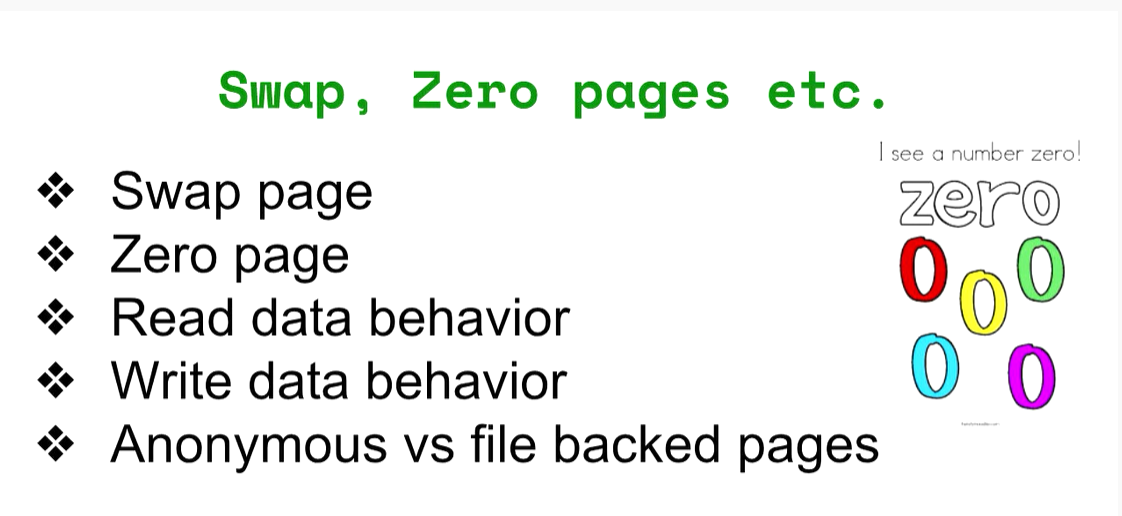 Swap, Zero pages etc.
I see a number zero!
zero
0 0
0
0 0
❖ Swap page
❖ Zero page
❖ Read data behavior
❖ Write data behavior
❖ Anonymous vs file backed pages